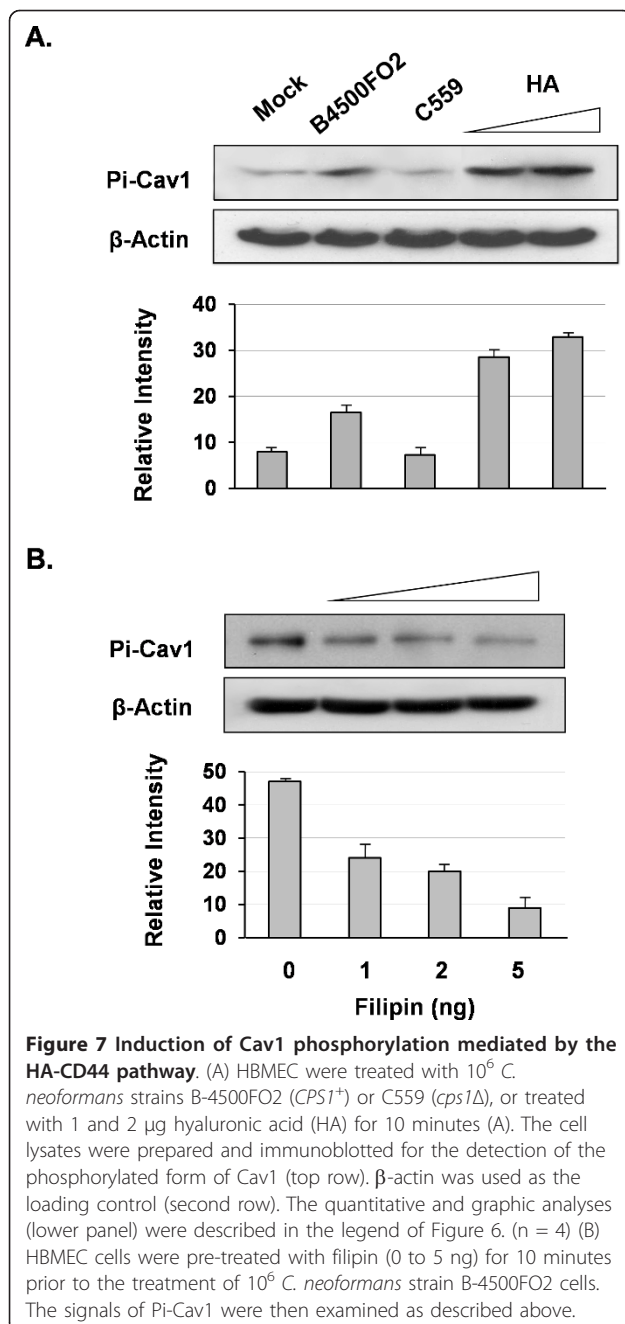 A.
Mock B4500FO2 C559 HA
Pi-Cav1
β-Actin
Relative Intensity
40
30
20
10
0
B.
Pi-Cav1
β-Actin
Relative Intensity
50
40
30
20
10
0
0 1 2 5
Filipin (ng)
Figure 7 Induction of Cav1 phosphorylation mediated by the
HA-CD44 pathway. (A) HBMEC were treated with 10⁶ C.
neoformans strains B-4500FO2 (CPS1⁺) or C559 (cps1Δ), or treated
with 1 and 2 μg hyaluronic acid (HA) for 10 minutes (A). The cell
lysates were prepared and immunoblotted for the detection of the
phosphorylated form of Cav1 (top row). β-actin was used as the
loading control (second row). The quantitative and graphic analyses
(lower panel) were described in the legend of Figure 6. (n = 4) (B)
HBMEC cells were pre-treated with filipin (0 to 5 ng) for 10 minutes
prior to the treatment of 10⁶ C. neoformans strain B-4500FO2 cells.
The signals of Pi-Cav1 were then examined as described above.